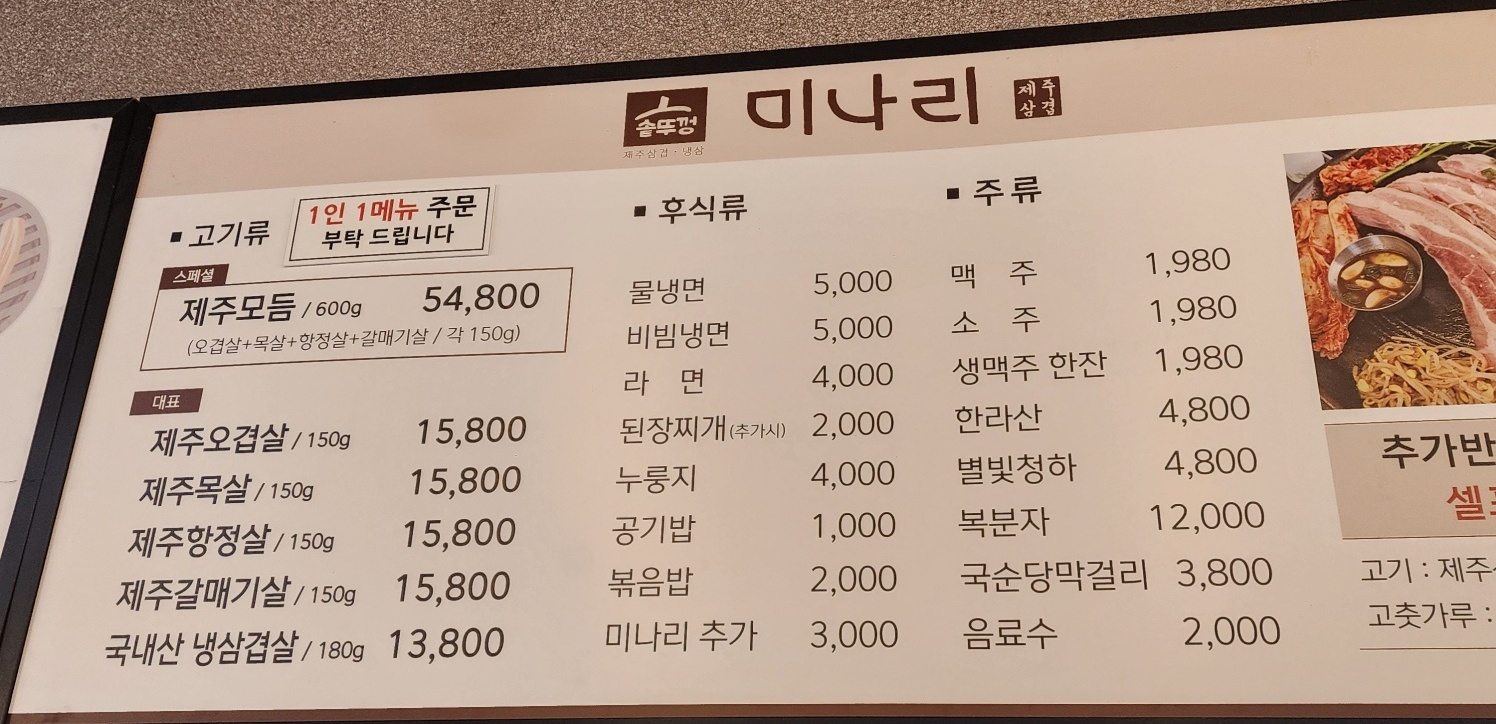 솥뚜껑
제주삼겹·냉삼
미나리
제주
삼겹
■ 고기류
1인 1메뉴 주문
부탁 드립니다
스페셜
제주모듬 / 600g 54,800
(오겹살+목살+항정살+갈매기살 / 각 150g)
대표
제주오겹살 / 150g 15,800
제주목살 / 150g 15,800
제주항정살 / 150g 15,800
제주갈매기살 / 150g 15,800
국내산 냉삼겹살 / 180g 13,800
■ 후식류
물냉면 5,000
비빔냉면 5,000
라 면 4,000
된장찌개(추가시) 2,000
누룽지 4,000
공기밥 1,000
볶음밥 2,000
미나리 추가 3,000
■ 주류
맥 주 1,980
소 주 1,980
생맥주 한잔 1,980
한라산 4,800
별빛청하 4,800
복분자 12,000
국순당막걸리 3,800
음료수 2,000
추가반
셀
고기 : 제주
고춧가루 :